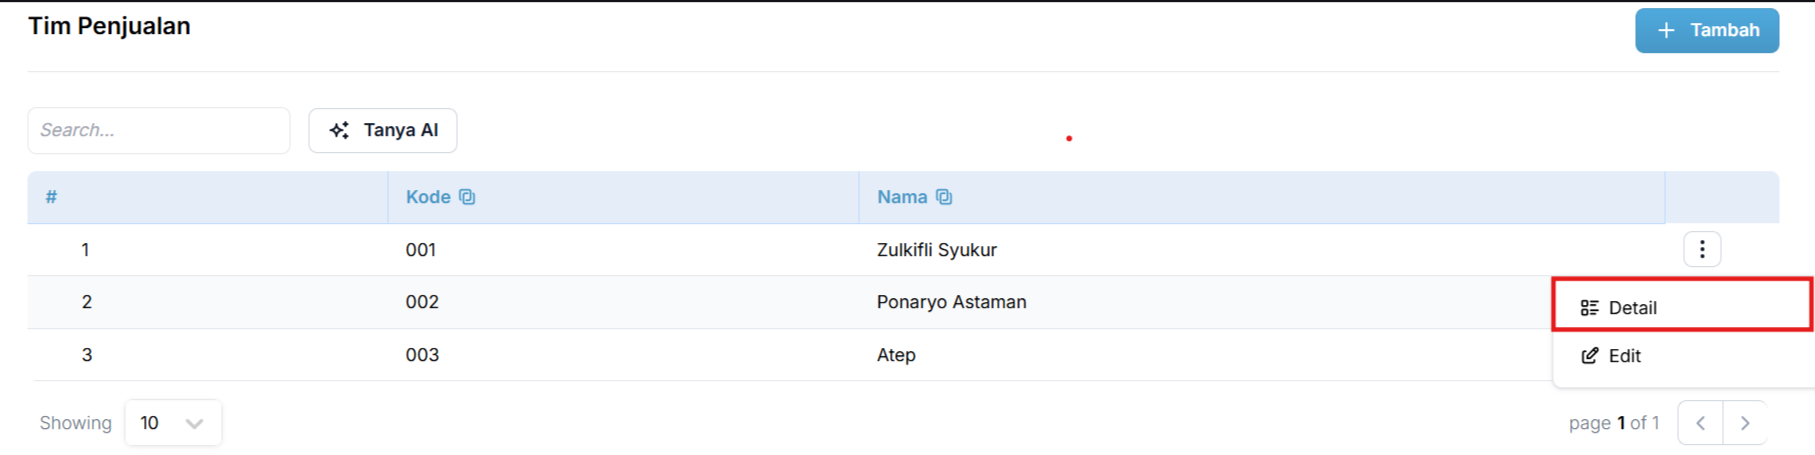 Tim Penjualan
+ Tambah
Search...
Tanya AI
# Kode Nama
1 001 Zulkifli Syukur
2 002 Ponaryo Astaman
Detail
3 003 Atep
Edit
Showing 10
page 1 of 1